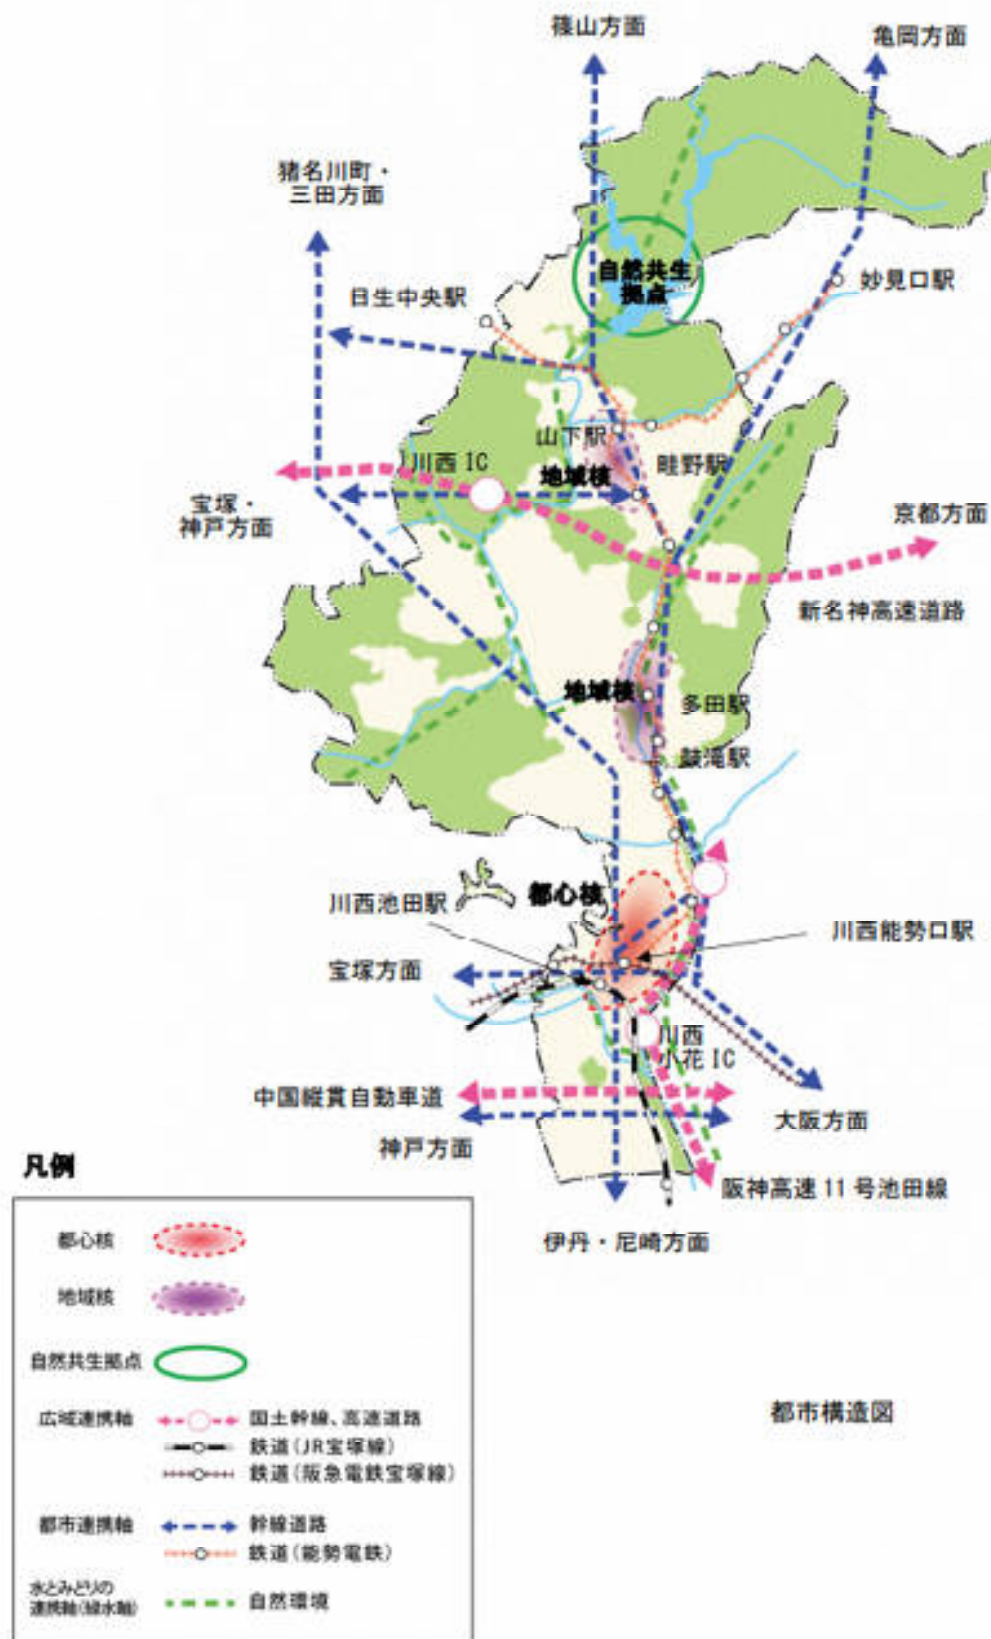 篠山方面
亀岡方面
猪名川町・
三田方面
自然共生
拠点
妙見口駅
日生中央駅
山下駅
川西 IC
地域核
畦野駅
宝塚・
神戸方面
京都方面
新名神高速道路
地域核
多田駅
鼓滝駅
都心核
川西池田駅
川西能勢口駅
宝塚方面
川西
小花 IC
中国縦貫自動車道
大阪方面
神戸方面
阪神高速 11 号池田線
伊丹・尼崎方面
凡例
都心核
地域核
自然共生拠点
広域連携軸
国土幹線、高速道路
鉄道(JR宝塚線)
鉄道(阪急電鉄宝塚線)
都市連携軸
幹線道路
鉄道(能勢電鉄)
水とみどりの
連携軸(緑水軸)
自然環境
都市構造図